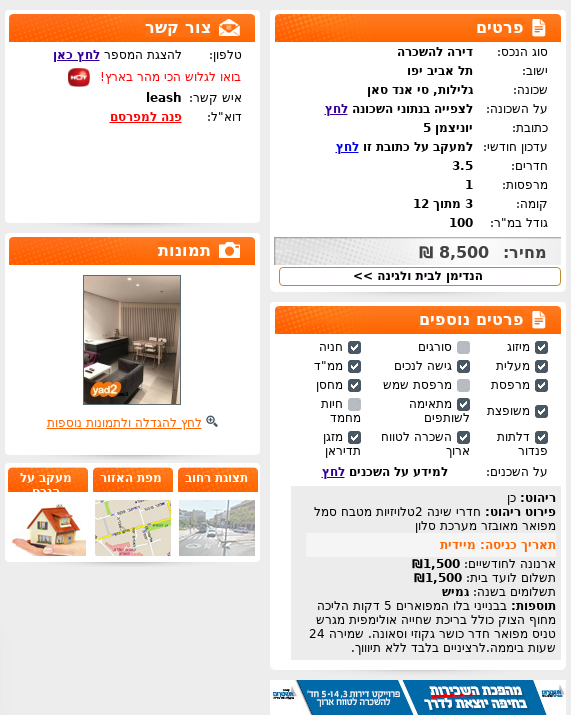 פרטים
סוג הנכס: דירה להשכרה
ישוב: תל אביב יפו
שכונה: גלילות, סי אנד סאן
על השכונה: לצפייה בנתוני השכונה לחץ
כתובת: יוניצמן 5
עדכון חודשי: למעקב על כתובת זו לחץ
חדרים: 3.5
מרפסות: 1
קומה: 3 מתוך 12
גודל במ"ר: 100
מחיר: 8,500 ₪
הנדימן לבית ולגינה >>
פרטים נוספים
מיזוג סורגים חניה
מעלית גישה לנכים ממ"ד
מרפסת מרפסת שמש מחסן
משופצת מתאימה לשותפים חיות מחמד
דלתות פנדור השכרה לטווח ארוך מזגן תדיראן
על השכנים: למידע על השכנים לחץ
ריהוט: כן
פירוט ריהוט: חדרי שינה 2טלויזיות מטבח סמל
מפואר מאובזר מערכת סלון
תאריך כניסה: מיידית
ארנונה לחודשיים: 1,500₪
תשלום לועד בית: 1,500₪
תשלומים בשנה: גמיש
תוספות: בבנייני בלו המפוארים 5 דקות הליכה
מחוף הצוק כולל בריכת שחייה אולימפית מגרש
טניס מפואר חדר כושר גקוזי וסאונה. שמירה 24
שעות ביממה.לרציניים בלבד ללא תיווך.
מהפכת השכירות
בחיפה יוצאת לדרך
פרוייקט דירות 3, 5-14 חד'
להשכרה לטווח ארוך
צור קשר
טלפון: להצגת המספר לחץ כאן
בואו לגלוש הכי מהר בארץ! HOT
איש קשר: leash
דוא"ל: פנה למפרסם
תמונות
yad2
לחץ להגדלה ולתמונות נוספות
תצוגת רחוב
מפת האזור
מעקב על
הנכס